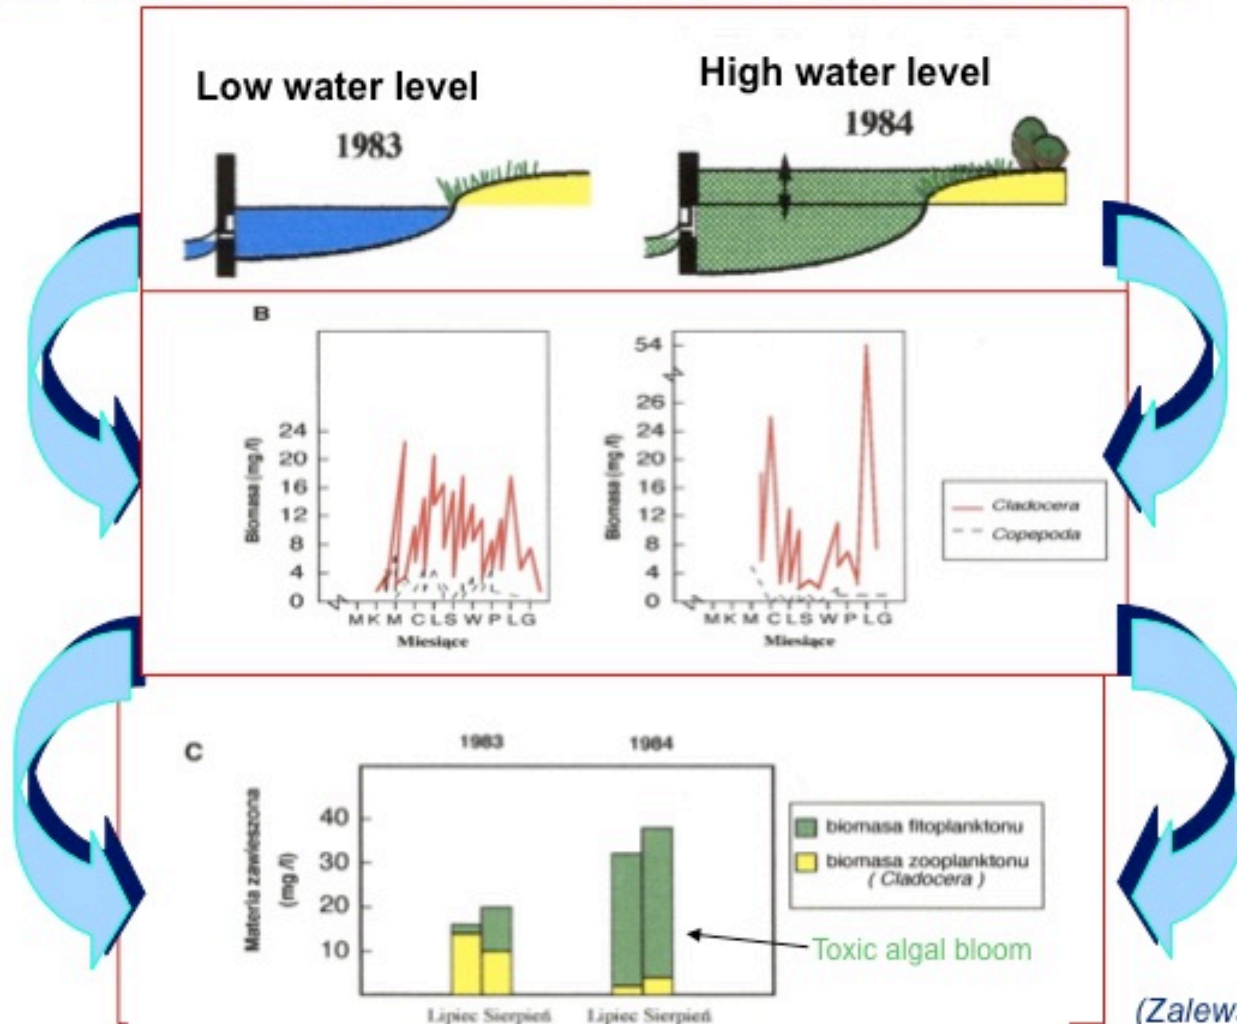 Low water level
High water level
1983
1984
B
Biomasa (mg/l)
24
20
16
12
8
4
0
M K M C L S W P L G
Miesiące
Biomasa (mg/l)
54
26
24
20
16
12
8
4
0
M K M C L S W P L G
Miesiące
Cladocera
Copepoda
C
1983
1984
Materia zawieszona
(mg/l)
40
30
20
10
Lipiec Sierpień
Lipiec Sierpień
biomasa fitoplanktonu
biomasa zooplanktonu
( Cladocera )
Toxic algal bloom
(Zalew